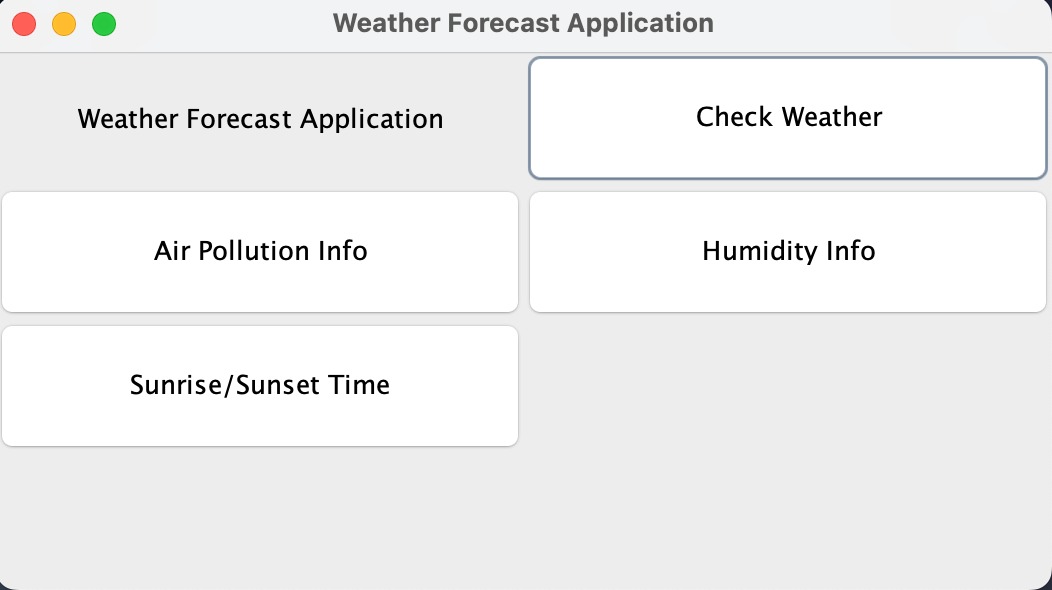 Weather Forecast Application
Weather Forecast Application
Check Weather
Air Pollution Info
Humidity Info
Sunrise/Sunset Time